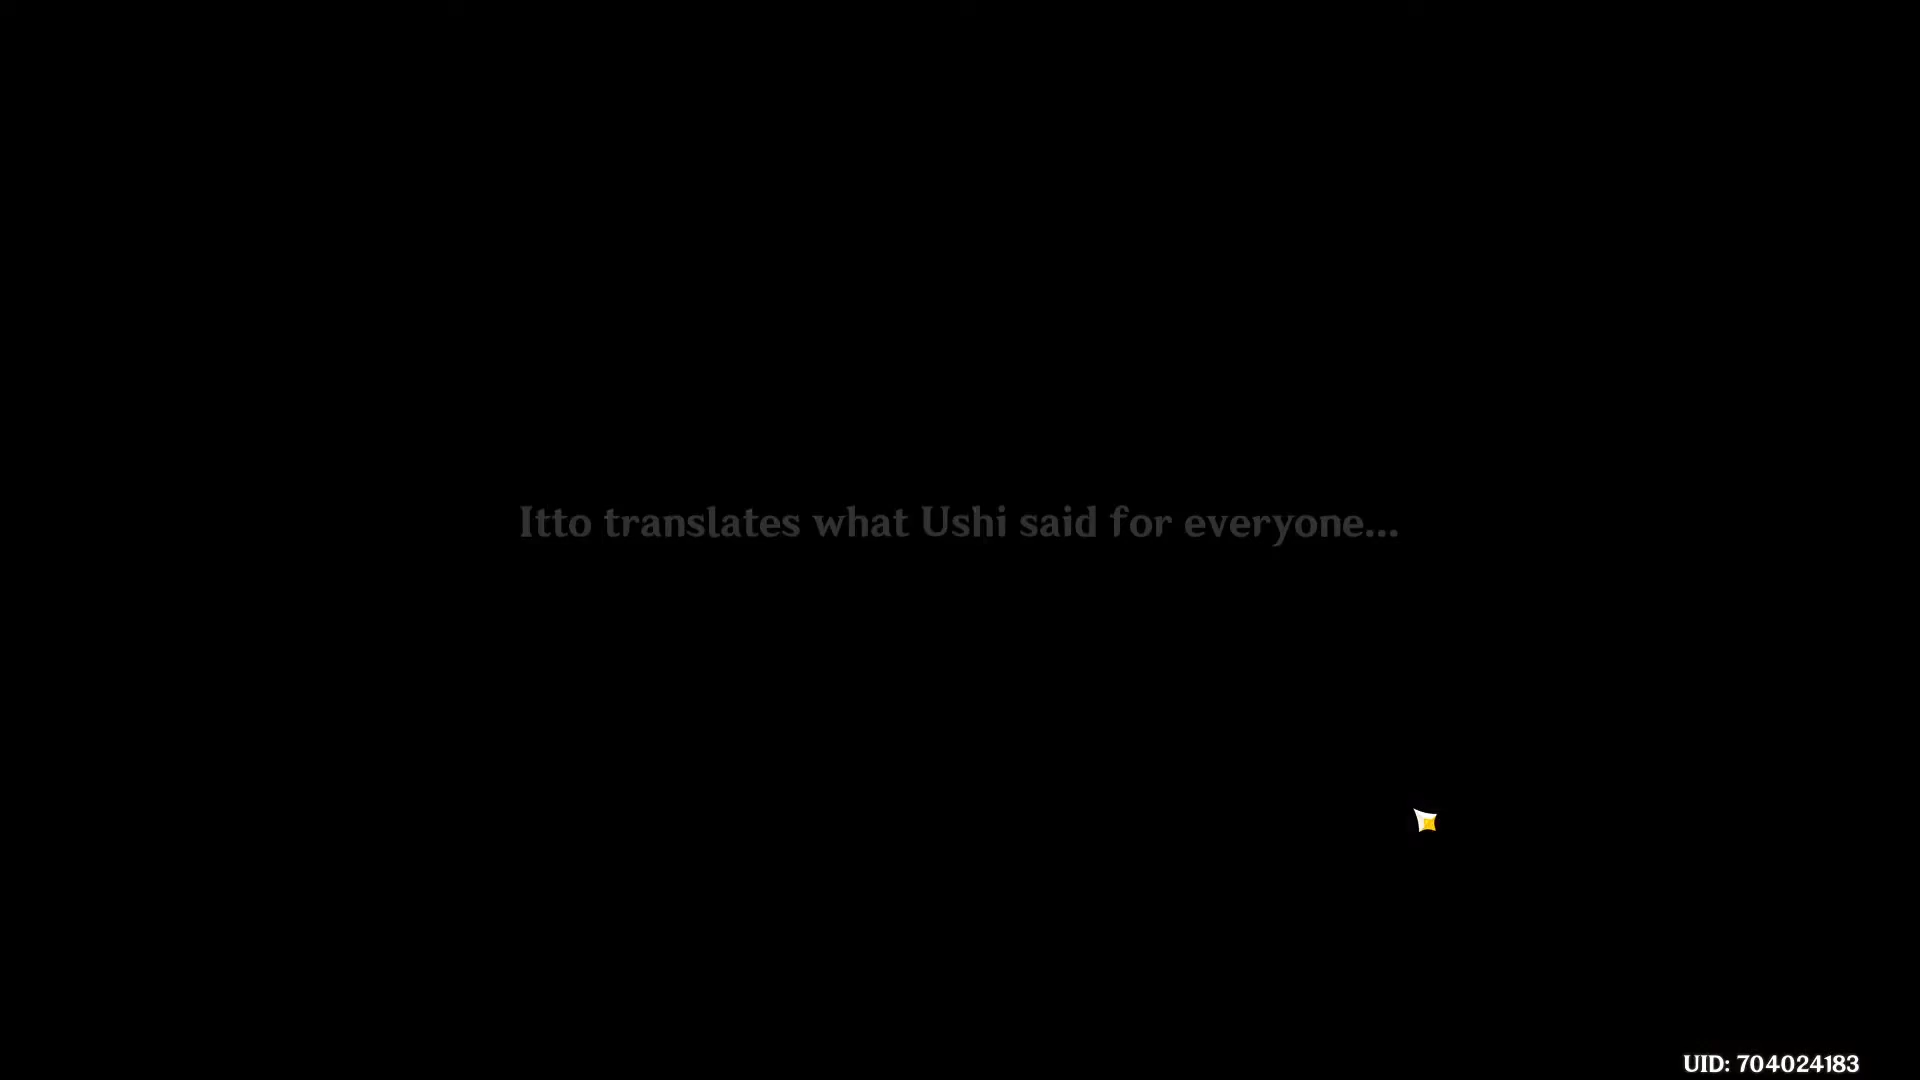 Itto translates what Ushi said for everyone...
UID: 704024183